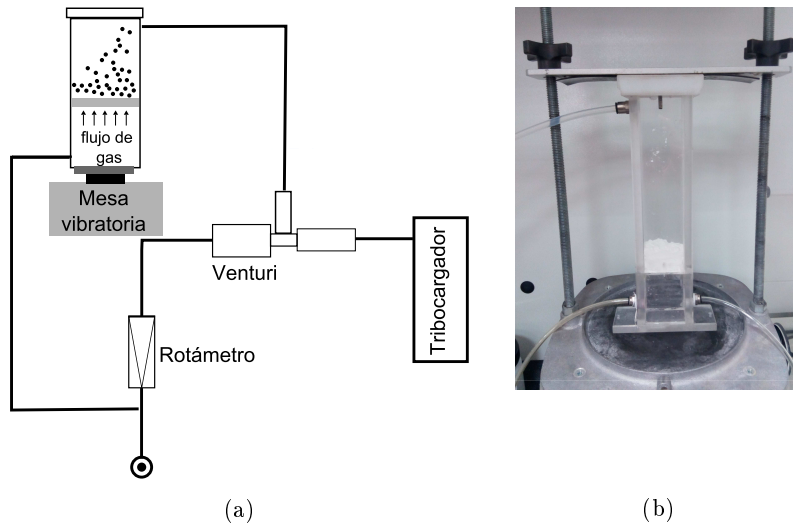 flujo de
gas
Mesa
vibratoria
Venturi
Tribocargador
Rotámetro
(a)
(b)